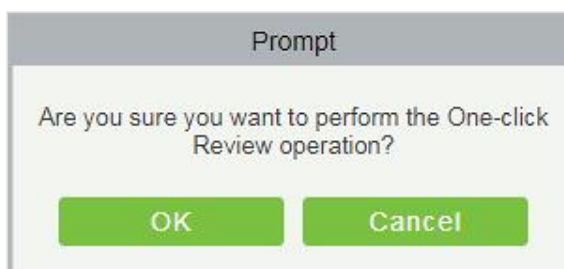 Prompt
Are you sure you want to perform the One-click
Review operation?
OK Cancel